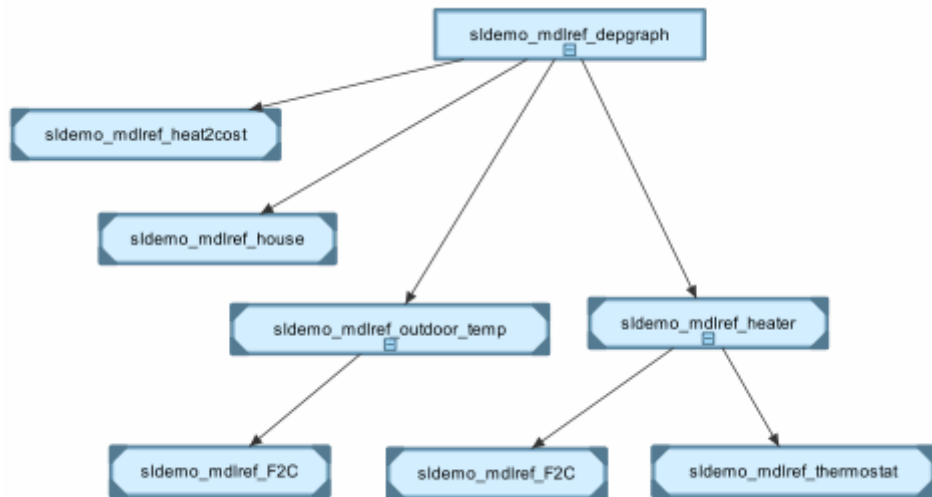 sldemo_mdlref_depgraph
sldemo_mdlref_heat2cost
sldemo_mdlref_house
sldemo_mdlref_outdoor_temp
sldemo_mdlref_heater
sldemo_mdlref_F2C
sldemo_mdlref_F2C
sldemo_mdlref_thermostat